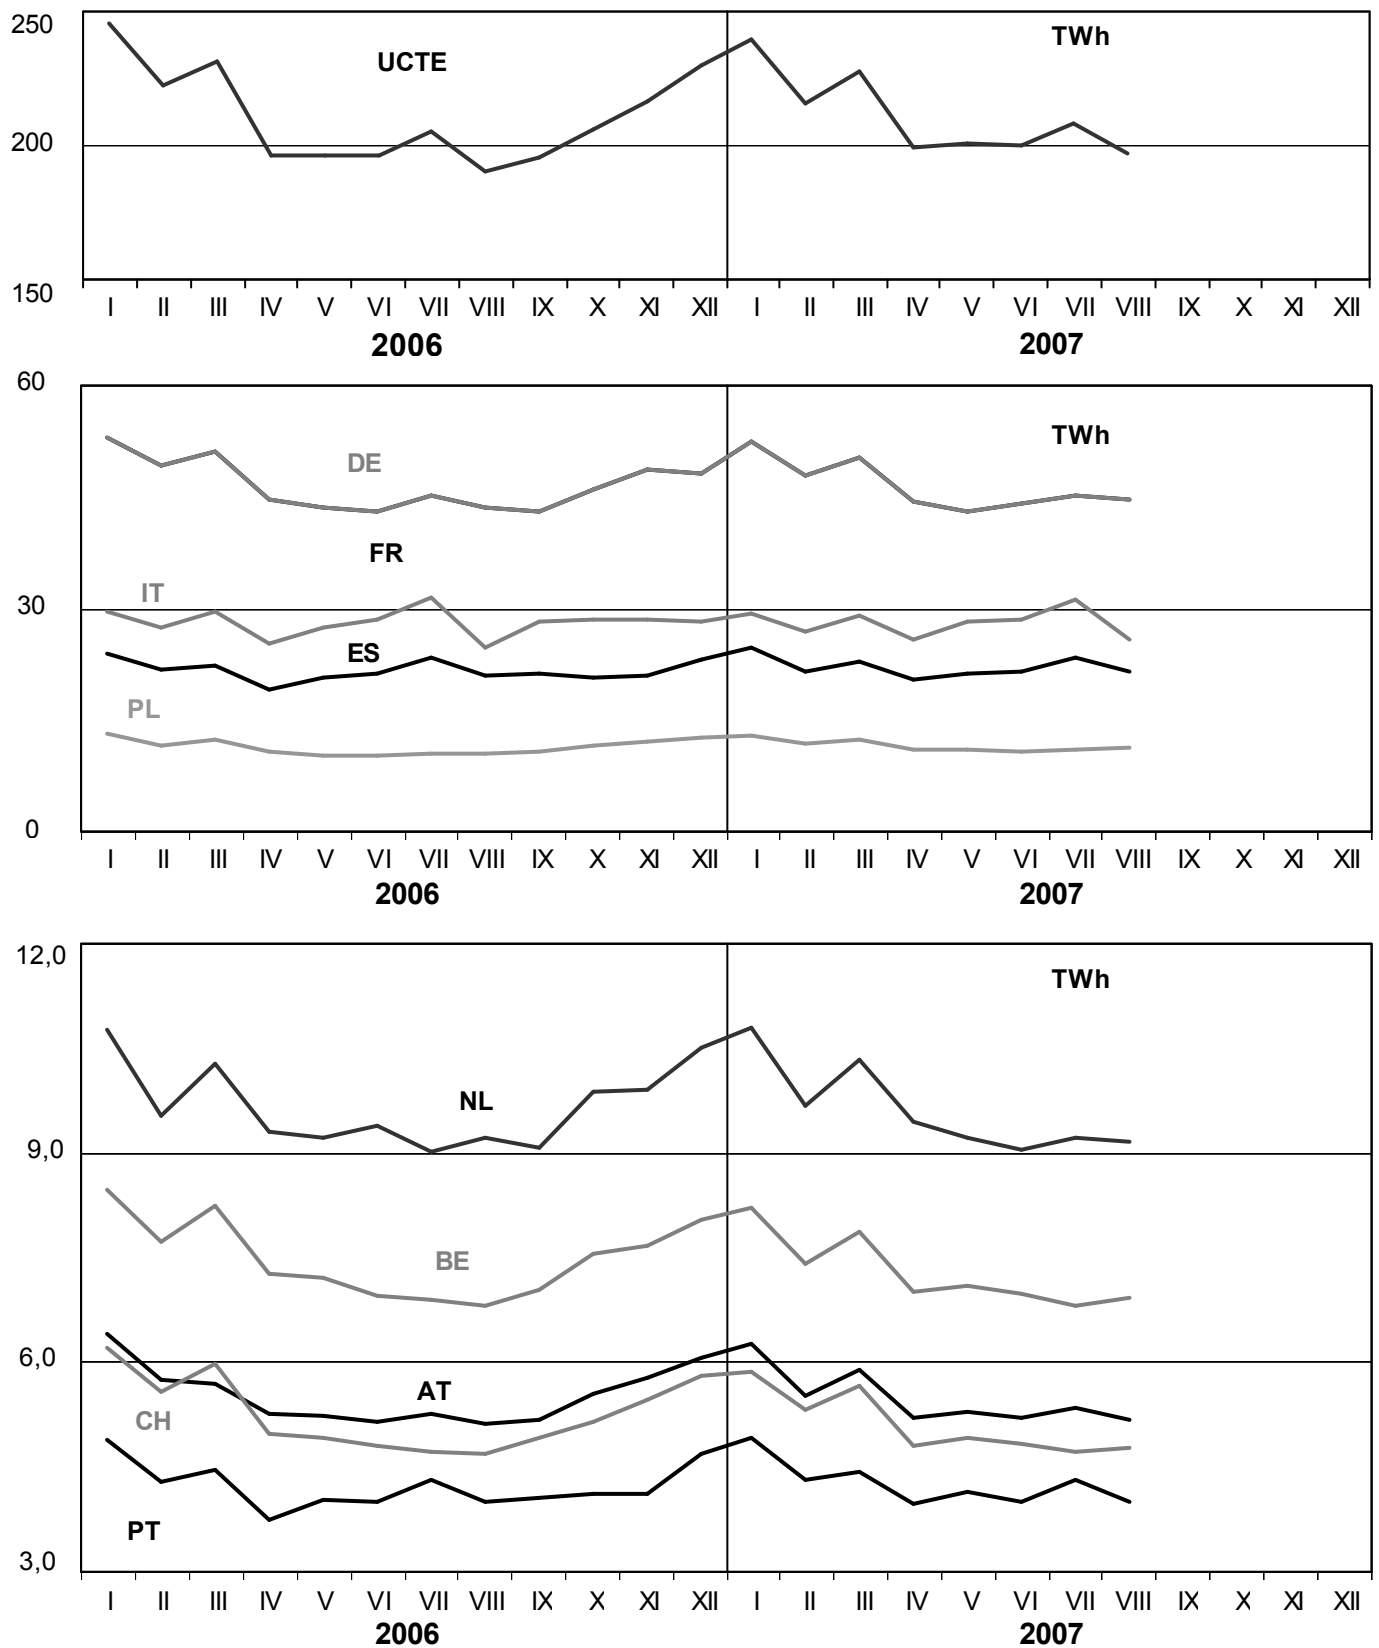 250
TWh
UCTE
200
150
I II III IV V VI VII VIII IX X XI XII I II III IV V VI VII VIII IX X XI XII
2006 2007
60
TWh
DE
FR
IT
30
ES
PL
0
I II III IV V VI VII VIII IX X XI XII I II III IV V VI VII VIII IX X XI XII
2006 2007
12,0
TWh
NL
9,0
BE
6,0
AT
CH
PT
3,0
I II III IV V VI VII VIII IX X XI XII I II III IV V VI VII VIII IX X XI XII
2006 2007